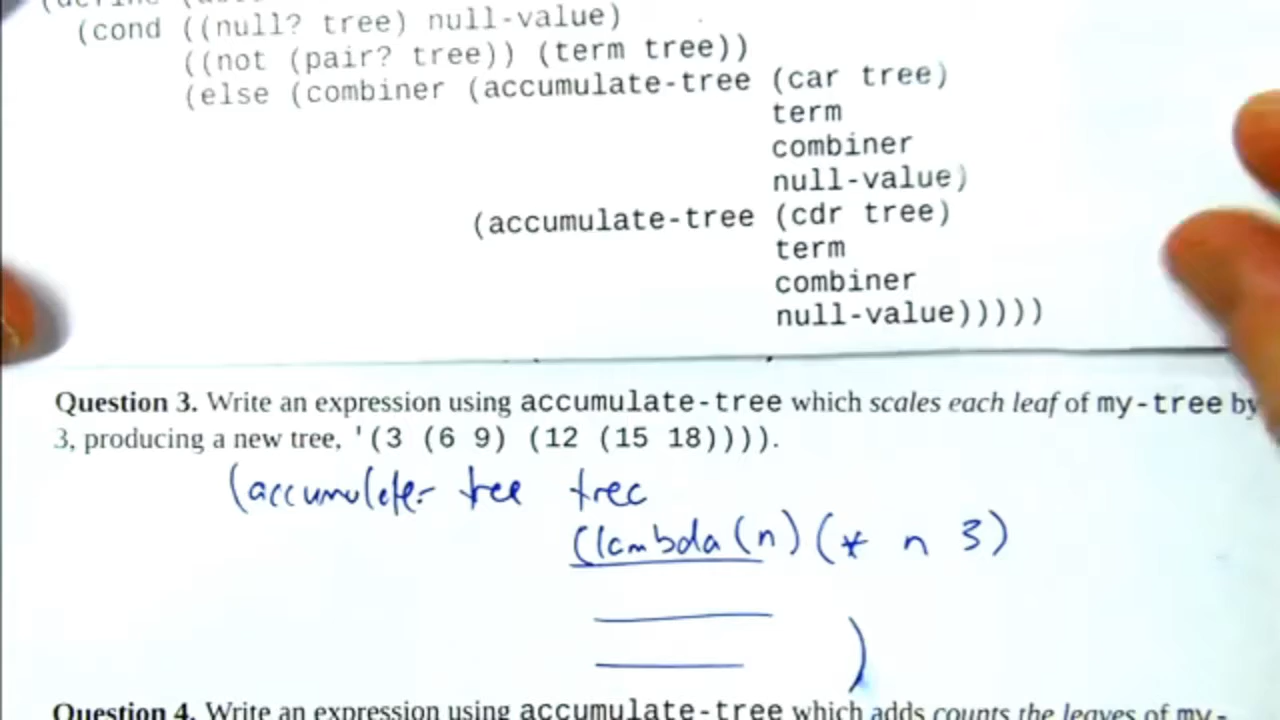 (define
(cond ((null? tree) null-value)
((not (pair? tree)) (term tree))
(else (combiner (accumulate-tree (car tree)
term
combiner
null-value)
(accumulate-tree (cdr tree)
term
combiner
null-value)))))
Question 3. Write an expression using accumulate-tree which scales each leaf of my-tree by
3, producing a new tree, '(3 (6 9) (12 (15 18)))).
(accumulate-tree tree
(lambda (n) (* n 3)
)
Question 4. Write an expression using accumulate-tree which adds counts the leaves of my-